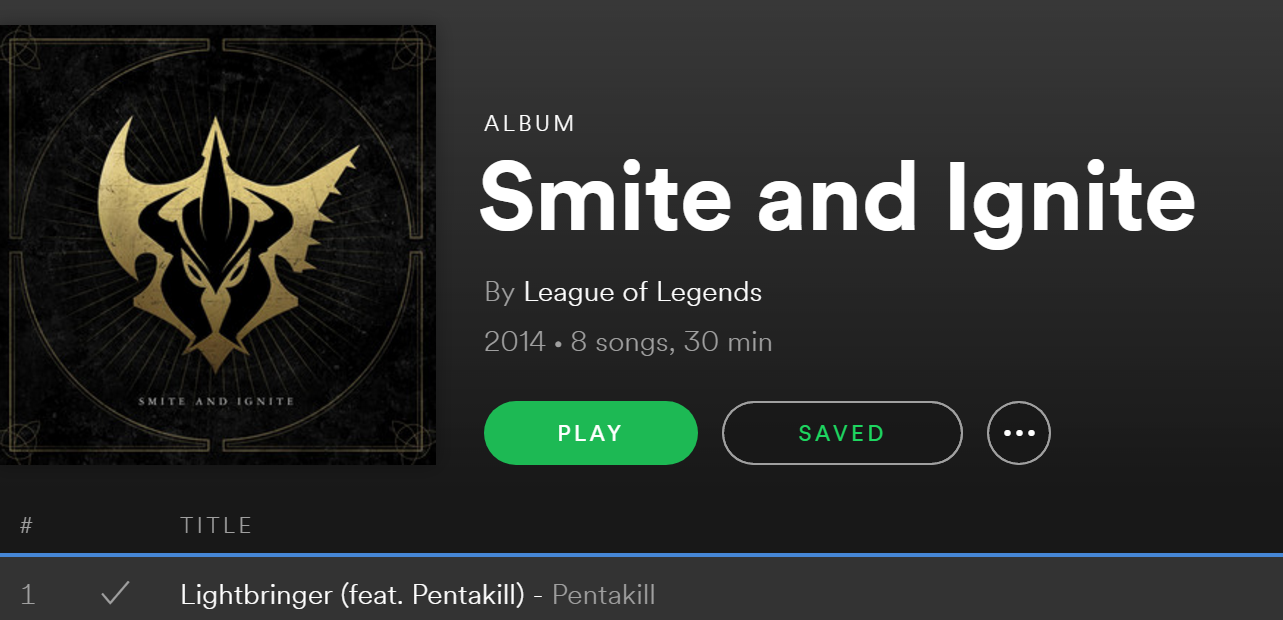 SMITE AND IGNITE
ALBUM
Smite and Ignite
By League of Legends
2014 • 8 songs, 30 min
PLAY SAVED
# TITLE
1 Lightbringer (feat. Pentakill) - Pentakill